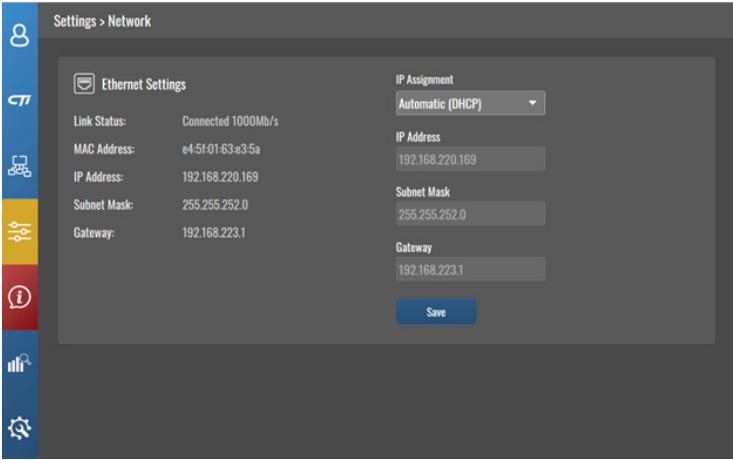 Settings > Network
CTI
Ethernet Settings
Link Status: Connected 1000Mb/s
MAC Address: e4:5f:01:63:e3:5a
IP Address: 192.168.220.169
Subnet Mask: 255.255.252.0
Gateway: 192.168.223.1
IP Assignment
Automatic (DHCP)
IP Address
192.168.220.169
Subnet Mask
255.255.252.0
Gateway
192.168.223.1
Save